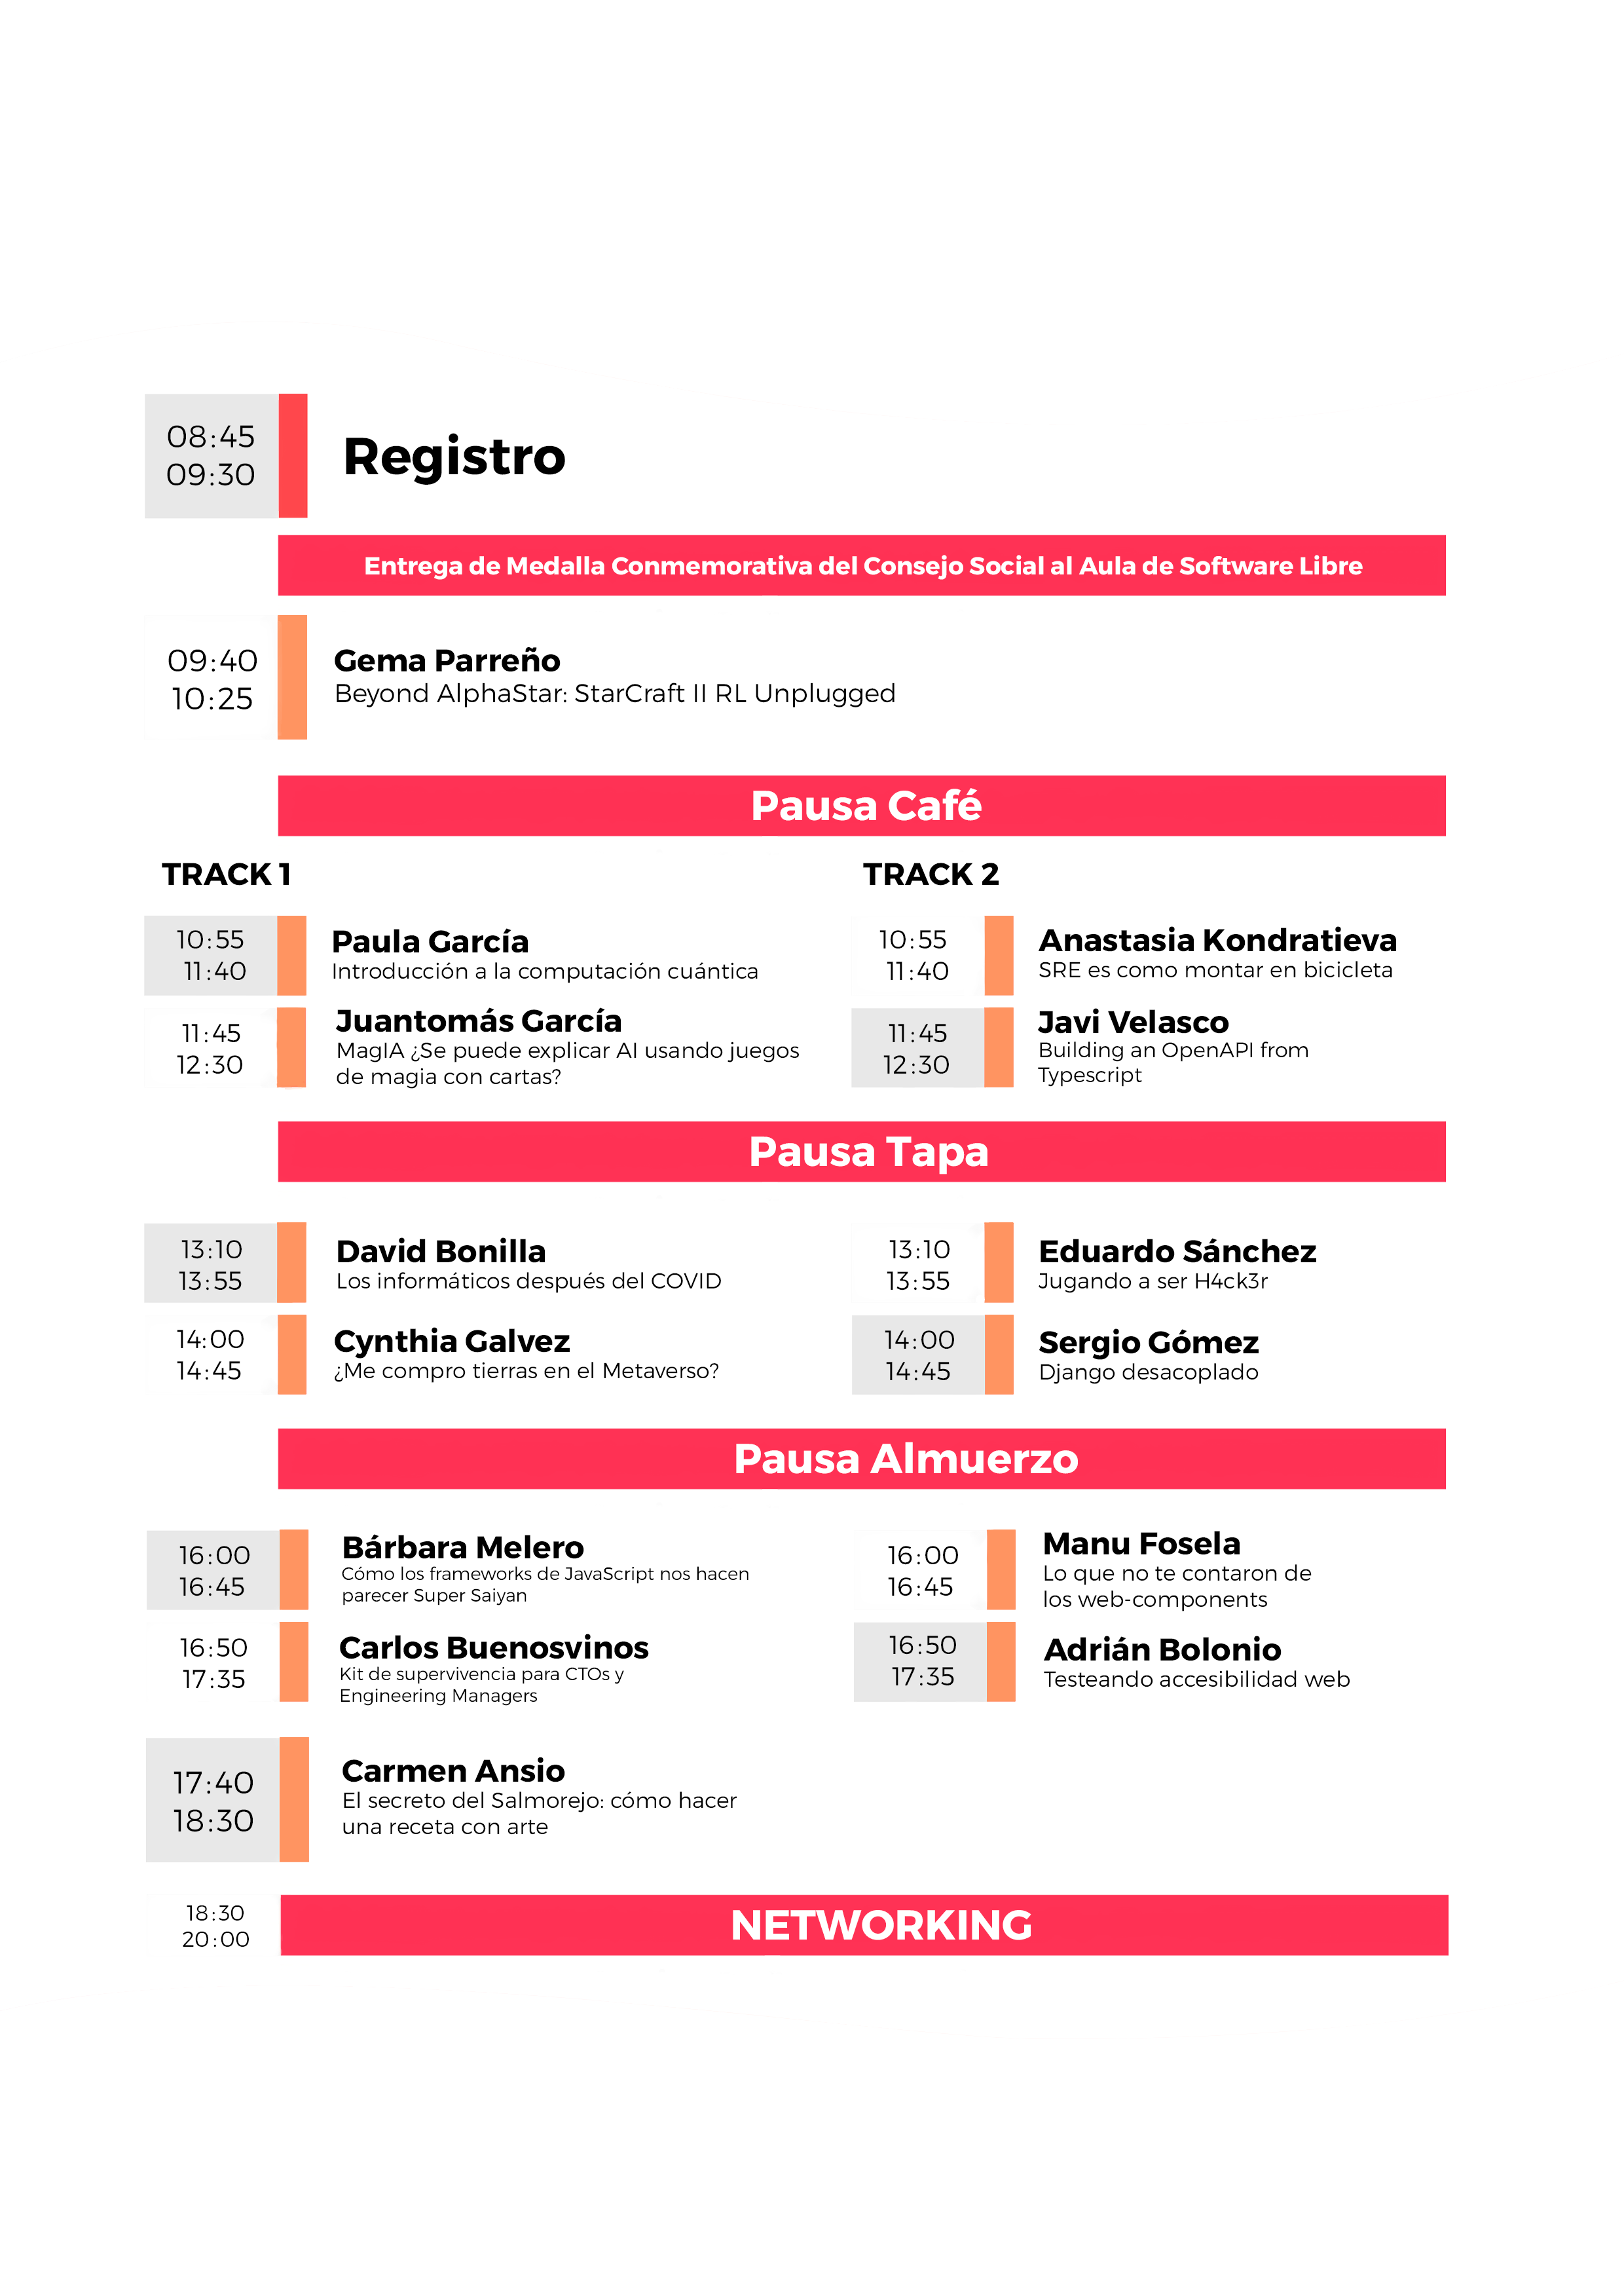 08:45
09:30
Registro
Entrega de Medalla Conmemorativa del Consejo Social al Aula de Software Libre
09:40
10:25
Gema Parreño
Beyond AlphaStar: StarCraft II RL Unplugged
Pausa Café
TRACK 1
10:55
11:40
Paula García
Introducción a la computación cuántica
11:45
12:30
Juantomás García
MagIA ¿Se puede explicar AI usando juegos
de magia con cartas?
TRACK 2
10:55
11:40
Anastasia Kondratieva
SRE es como montar en bicicleta
11:45
12:30
Javi Velasco
Building an OpenAPI from
Typescript
Pausa Tapa
13:10
13:55
David Bonilla
Los informáticos después del COVID
14:00
14:45
Cynthia Galvez
¿Me compro tierras en el Metaverso?
13:10
13:55
Eduardo Sánchez
Jugando a ser H4ck3r
14:00
14:45
Sergio Gómez
Django desacoplado
Pausa Almuerzo
16:00
16:45
Bárbara Melero
Cómo los frameworks de JavaScript nos hacen
parecer Super Saiyan
16:50
17:35
Carlos Buenosvinos
Kit de supervivencia para CTOs y
Engineering Managers
16:00
16:45
Manu Fosela
Lo que no te contaron de
los web-components
16:50
17:35
Adrián Bolonio
Testeando accesibilidad web
17:40
18:30
Carmen Ansio
El secreto del Salmorejo: cómo hacer
una receta con arte
18:30
20:00
NETWORKING